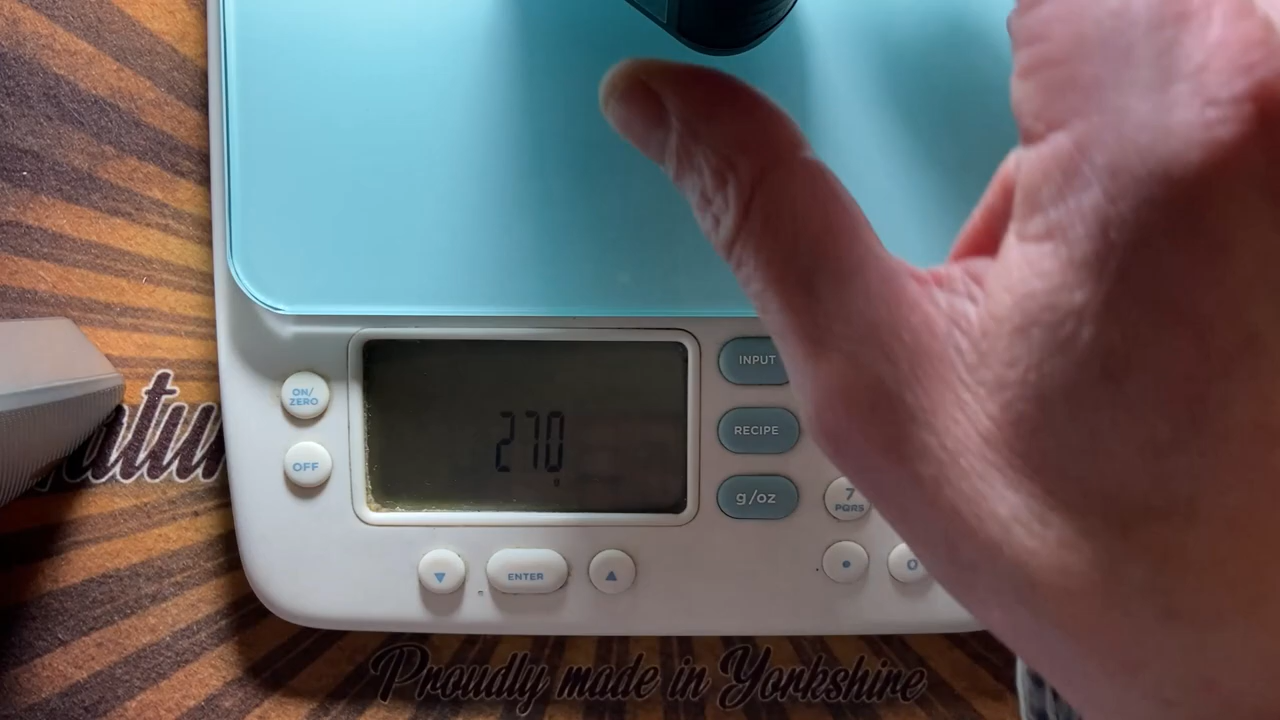 INPUT
ON/
ZERO
RECIPE
OFF
270
g
g/oz
7
PQRS
ENTER
0
Proudly made in Yorkshire